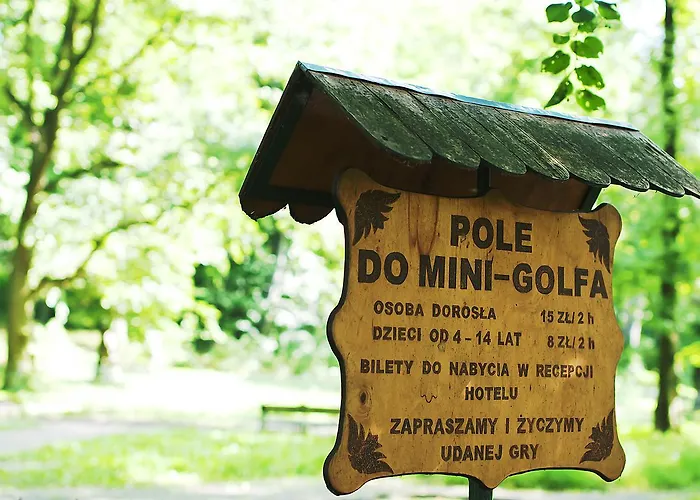 POLE
DO MINI-GOLFA
OSOBA DOROSŁA 15 ZŁ/2 h
DZIECI OD 4 - 14 LAT 8 ZŁ/2 h
BILETY DO NABYCIA W RECEPCJI
HOTELU
ZAPRASZAMY I ŻYCZYMY
UDANEJ GRY